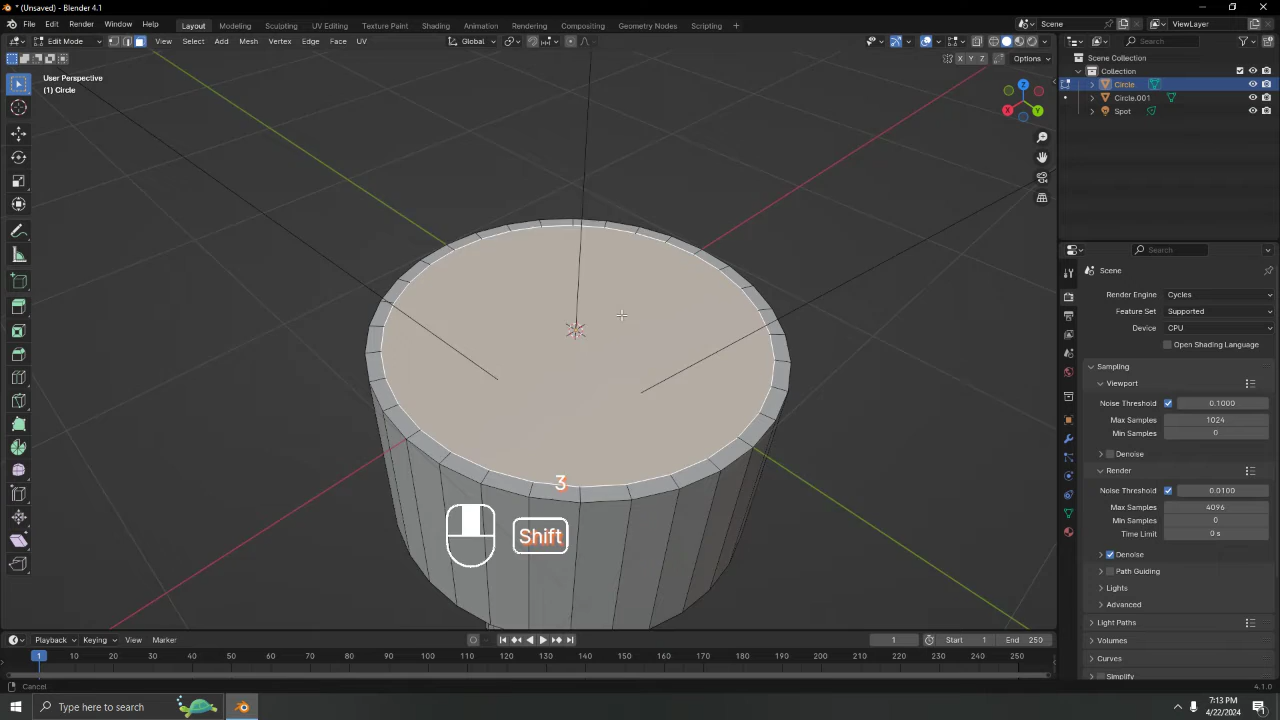 * (Unsaved) - Blender 4.1
File Edit Render Window Help Layout Modeling Sculpting UV Editing Texture Paint Shading Animation Rendering Compositing Geometry Nodes Scripting + Scene ViewLayer
Edit Mode View Select Add Mesh Vertex Edge Face UV Global Search
X Y Z Options
User Perspective
(1) Circle
Z
X Y
Scene Collection
Collection
Circle
Circle.001
Spot
Search
Scene
Render Engine Cycles
Feature Set Supported
Device CPU
Open Shading Language
Sampling
Viewport
Noise Threshold 0.1000
Max Samples 1024
Min Samples 0
Denoise
Render
Noise Threshold 0.0100
Max Samples 4096
Min Samples 0
Time Limit 0 s
Denoise
Path Guiding
Lights
Advanced
Light Paths
Volumes
Curves
Simplify
3
Shift
Playback Keying View Marker 1 Start 1 End 250
1 10 20 30 40 50 60 70 80 90 100 110 120 130 140 150 160 170 180 190 200 210 220 230 240 250
Cancel 4.1.0
Type here to search 7:13 PM
4/22/2024